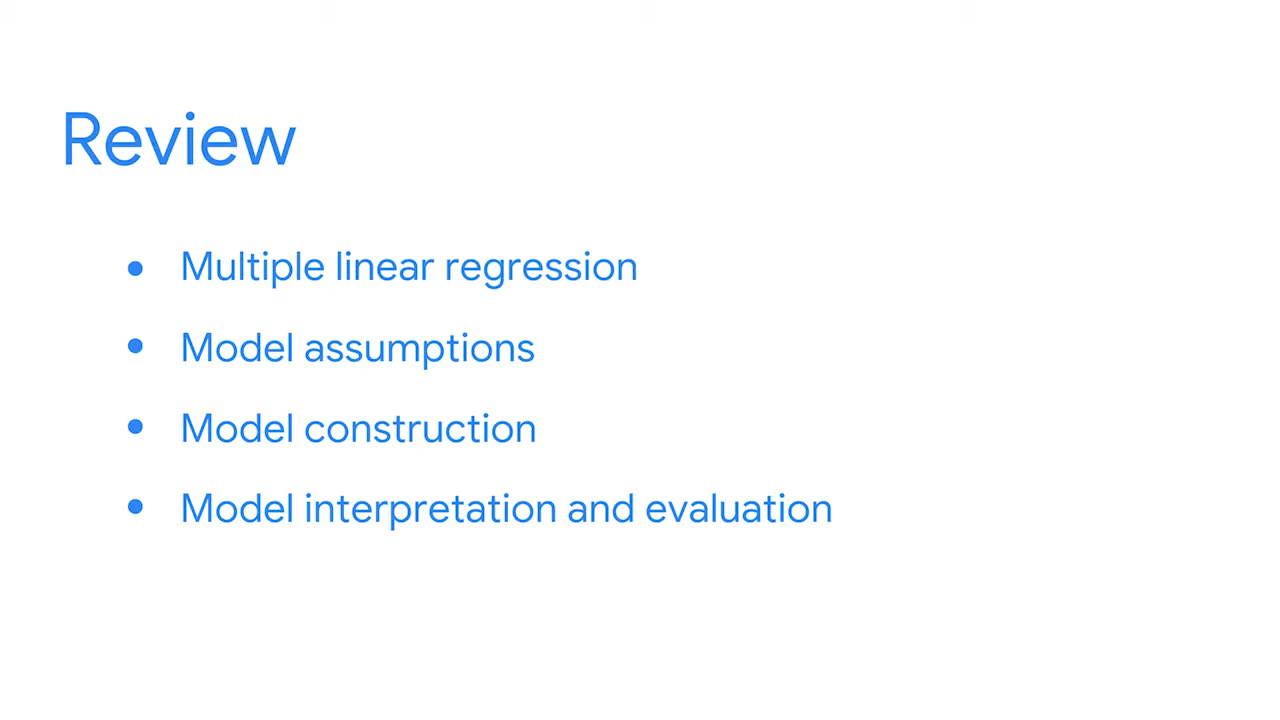 Review
• Multiple linear regression
• Model assumptions
• Model construction
• Model interpretation and evaluation